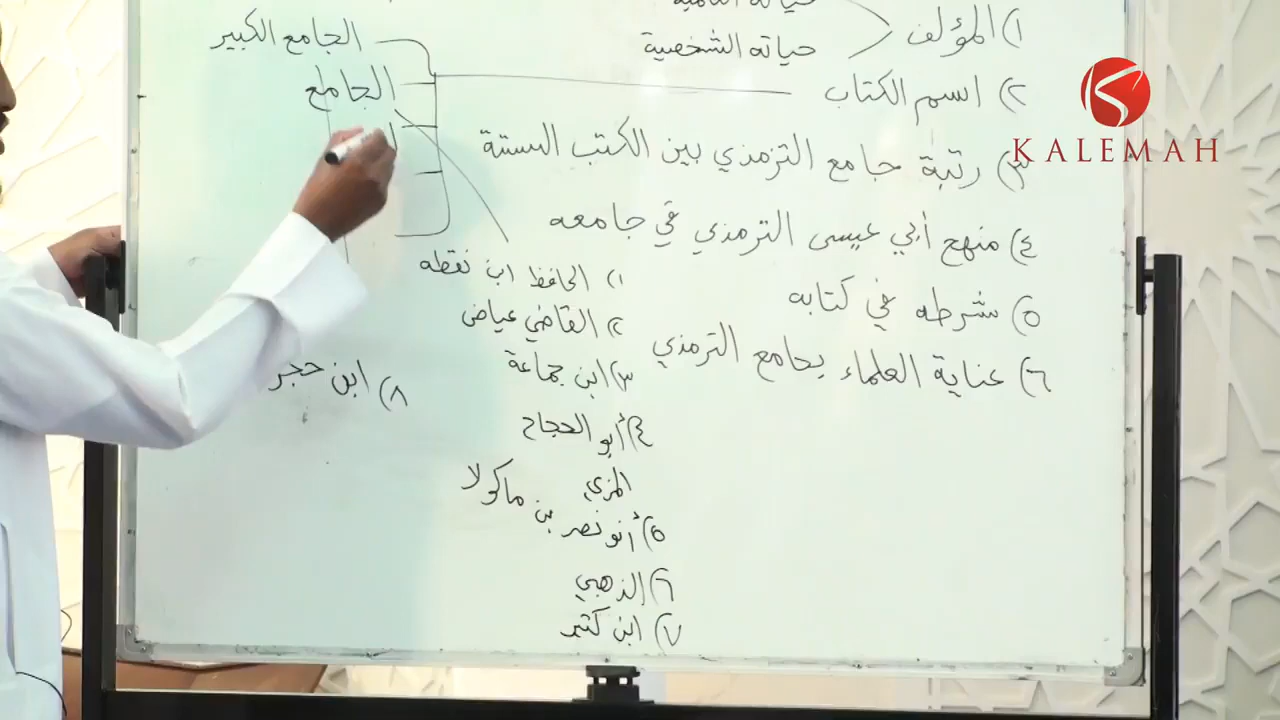 ١) المؤلف
حياته الشخصية
٢) اسم الكتاب
الجامع الكبير
الجامع
٣) رتبة جامع الترمذي بين الكتب الستة
٤) منهج أبي عيسى الترمذي في جامعه
٥) شرطه في كتابه
٦) عناية العلماء بجامع الترمذي
١) الحافظ ابن نقطه
٢) القاضي عياض
٣) ابن جماعة
٤) أبو الحجاج
المزي
٥) أبو نصر بن ماكولا
٦) الذهبي
٧) ابن كثير
٨) ابن حجر
KALEMAH